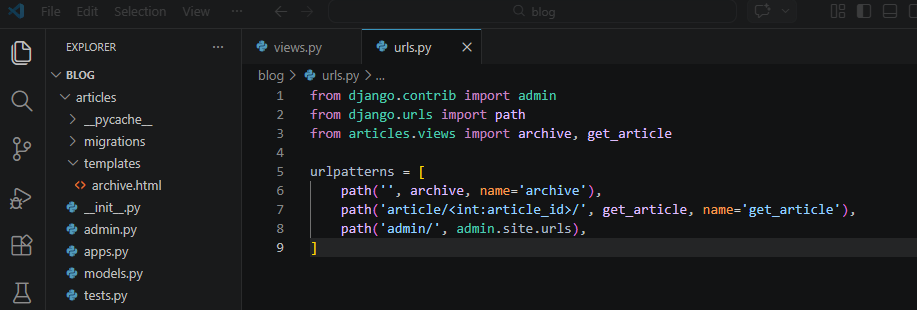 File Edit Selection View ··· blog
EXPLORER ···
BLOG
articles
__pycache__
migrations
templates
archive.html
__init__.py
admin.py
apps.py
models.py
tests.py
views.py urls.py
blog > urls.py > ...
1 from django.contrib import admin
2 from django.urls import path
3 from articles.views import archive, get_article
4
5 urlpatterns = [
6 path('', archive, name='archive'),
7 path('article/<int:article_id>/', get_article, name='get_article'),
8 path('admin/', admin.site.urls),
9 ]